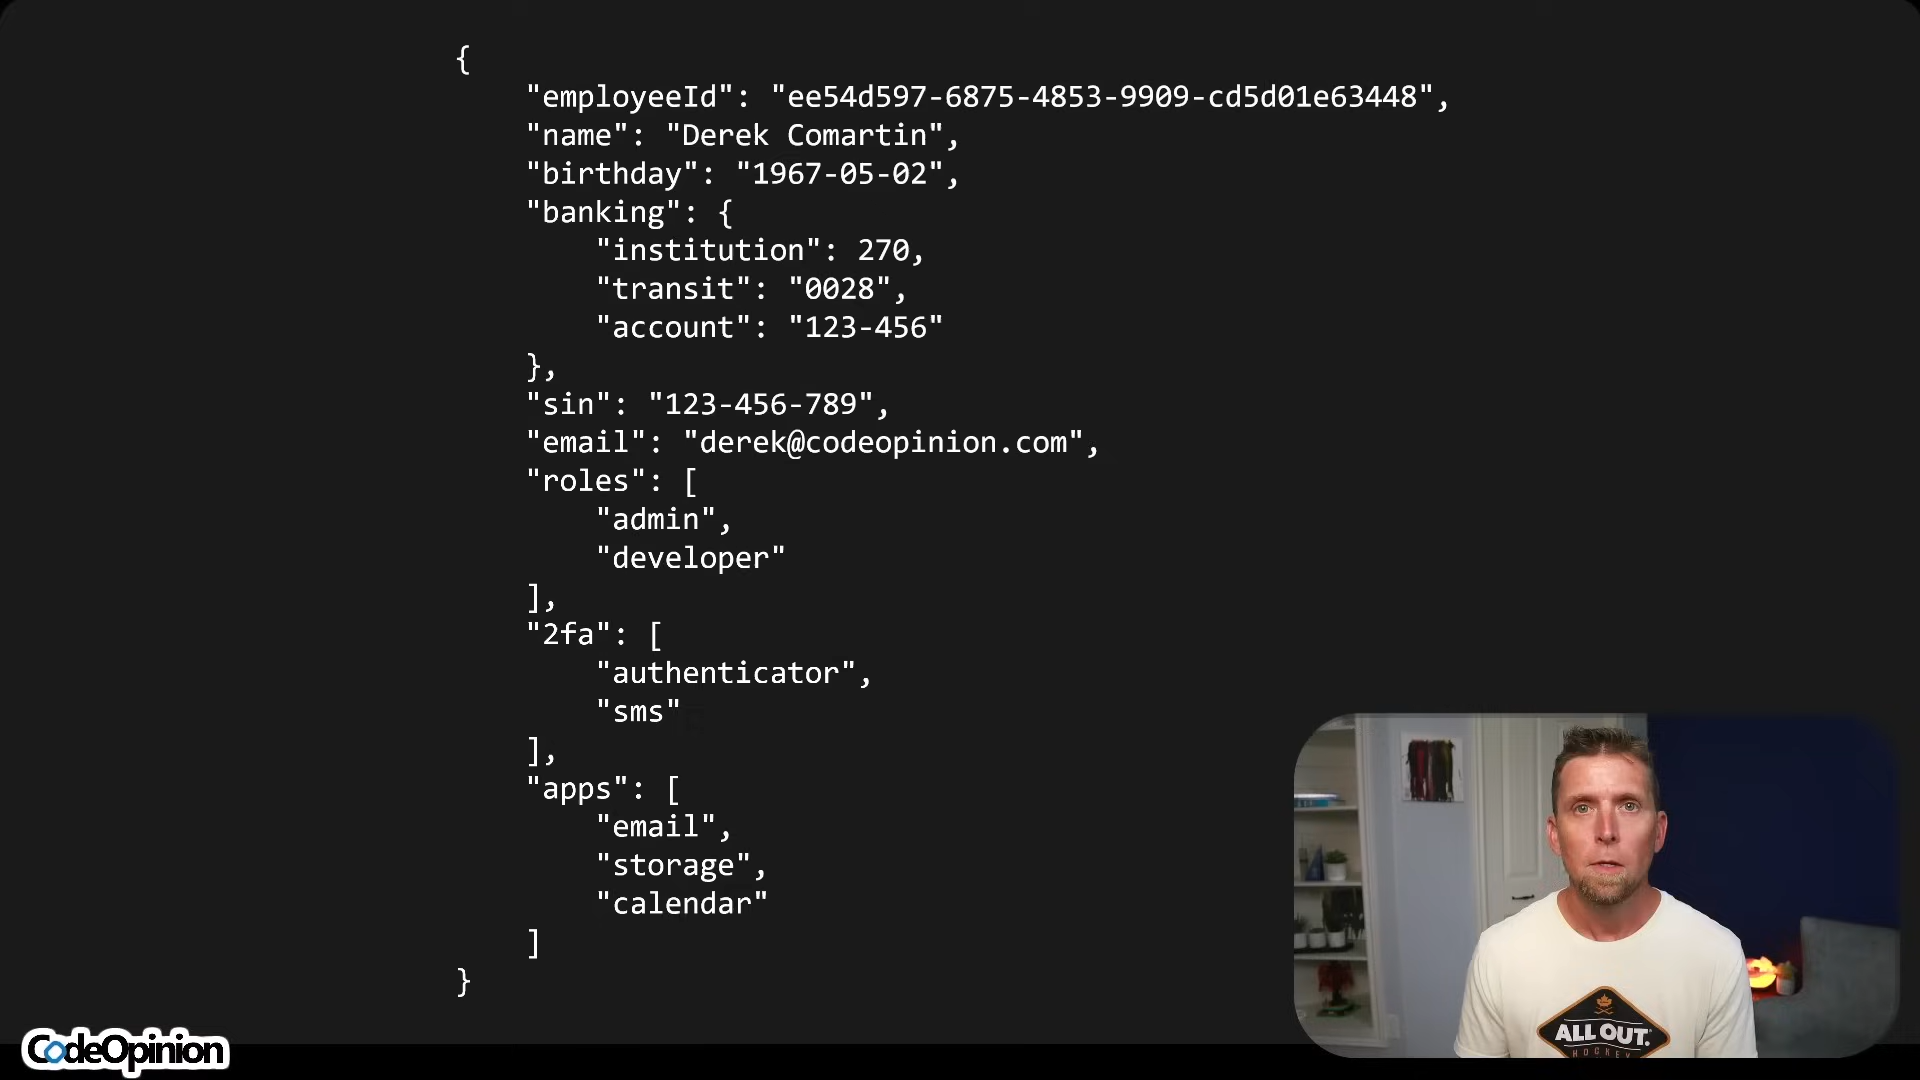 {
"employeeId": "ee54d597-6875-4853-9909-cd5d01e63448",
"name": "Derek Comartin",
"birthday": "1967-05-02",
"banking": {
"institution": 270,
"transit": "0028",
"account": "123-456"
},
"sin": "123-456-789",
"email": "derek@codeopinion.com",
"roles": [
"admin",
"developer"
],
"2fa": [
"authenticator",
"sms"
],
"apps": [
"email",
"storage",
"calendar"
]
}
ALL OUT.
HOCKEY
CodeOpinion